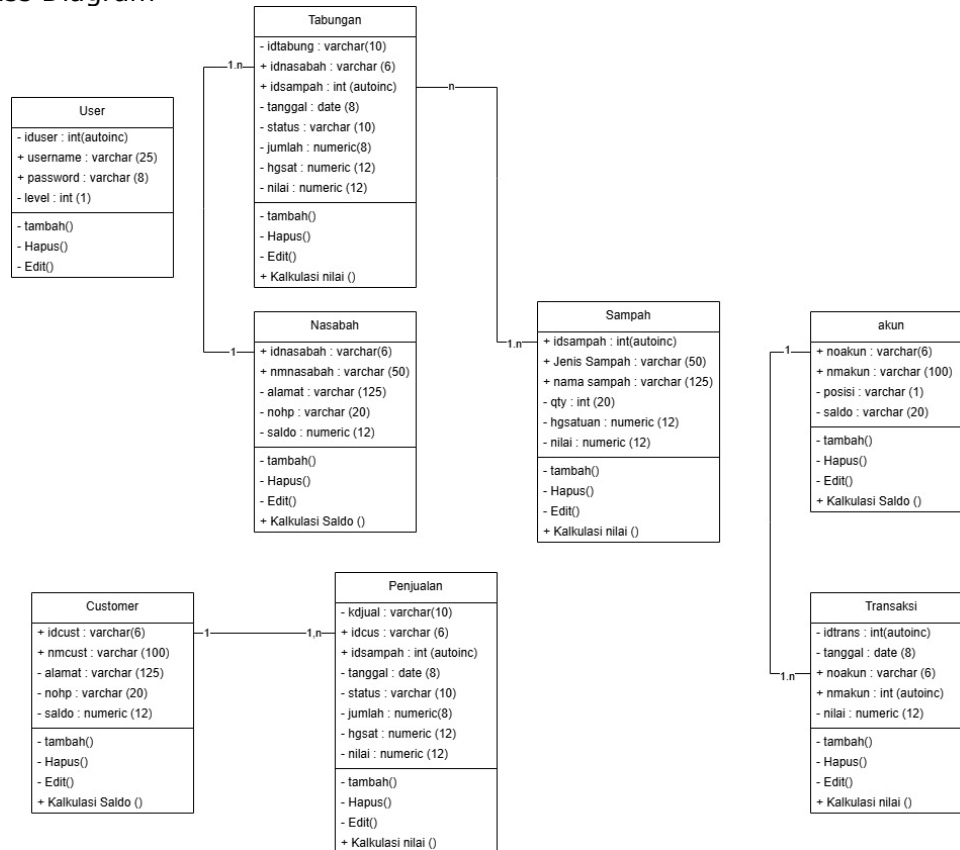 Tabungan
- idtabung : varchar(10)
+ idnasabah : varchar (6)
+ idsampah : int (autoinc)
- tanggal : date (8)
- status : varchar (10)
- jumlah : numeric(8)
- hgsat : numeric (12)
- nilai : numeric (12)
- tambah()
- Hapus()
- Edit()
+ Kalkulasi nilai ()
1.n
n
User
- iduser : int(autoinc)
+ username : varchar (25)
+ password : varchar (8)
- level : int (1)
- tambah()
- Hapus()
- Edit()
Nasabah
+ idnasabah : varchar(6)
+ nmnasabah : varchar (50)
- alamat : varchar (125)
- nohp : varchar (20)
- saldo : numeric (12)
- tambah()
- Hapus()
- Edit()
+ Kalkulasi Saldo ()
1
1.n
Sampah
+ idsampah : int(autoinc)
+ Jenis Sampah : varchar (50)
+ nama sampah : varchar (125)
- qty : int (20)
- hgsatuan : numeric (12)
- nilai : numeric (12)
- tambah()
- Hapus()
- Edit()
+ Kalkulasi nilai ()
akun
+ noakun : varchar(6)
+ nmakun : varchar (100)
- posisi : varchar (1)
- saldo : varchar (20)
- tambah()
- Hapus()
- Edit()
+ Kalkulasi Saldo ()
1
Customer
+ idcust : varchar(6)
+ nmcust : varchar (100)
- alamat : varchar (125)
- nohp : varchar (20)
- saldo : numeric (12)
- tambah()
- Hapus()
- Edit()
+ Kalkulasi Saldo ()
1
1,n
Penjualan
- kdjual : varchar(10)
+ idcus : varchar (6)
+ idsampah : int (autoinc)
- tanggal : date (8)
- status : varchar (10)
- jumlah : numeric(8)
- hgsat : numeric (12)
- nilai : numeric (12)
- tambah()
- Hapus()
- Edit()
+ Kalkulasi nilai ()
1.n
Transaksi
- idtrans : int(autoinc)
- tanggal : date (8)
+ noakun : varchar (6)
+ nmakun : int (autoinc)
- nilai : numeric (12)
- tambah()
- Hapus()
- Edit()
+ Kalkulasi nilai ()